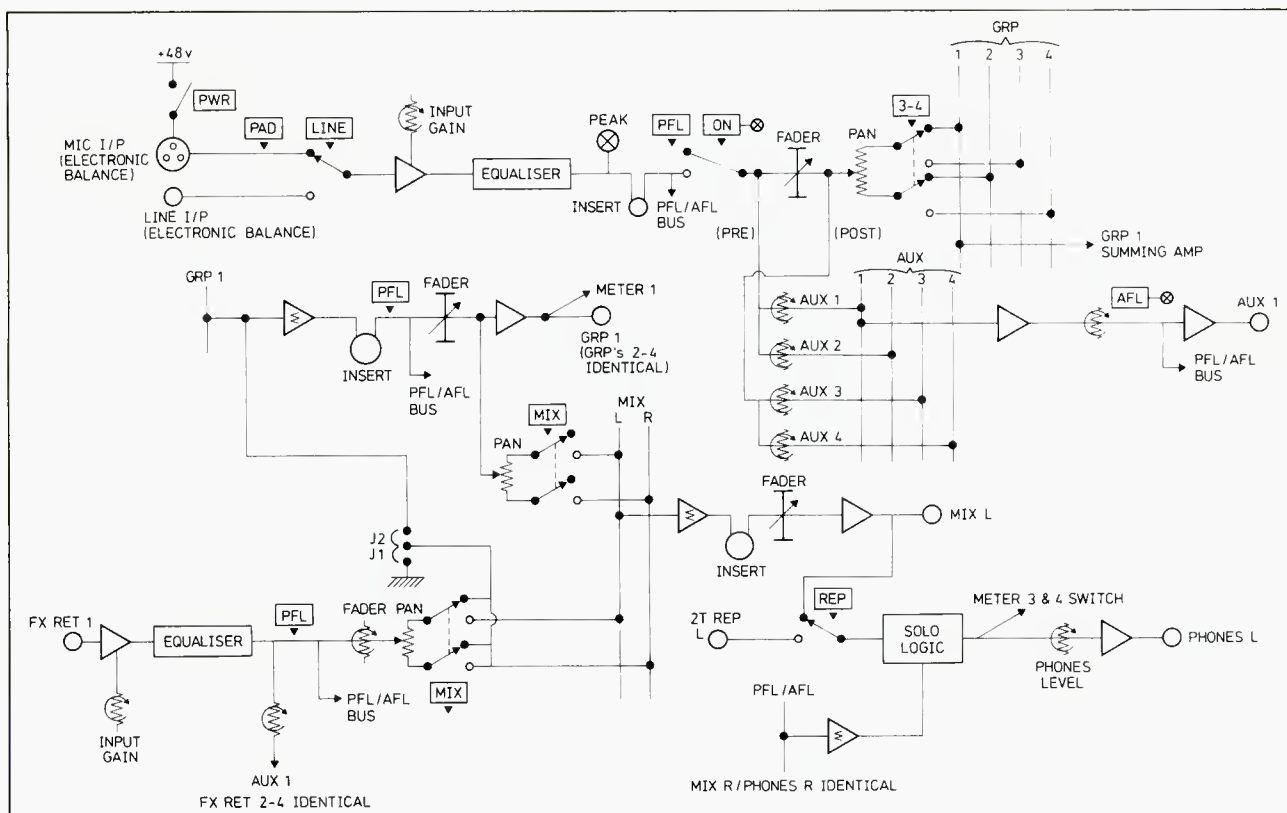 GRP
1 2 3 4
+48v
PWR
MIC I/P
(ELECTRONIC
BALANCE)
PAD
LINE
INPUT
GAIN
PEAK
PFL
ON
FADER
PAN
3-4
EQUALISER
INSERT
PFL/AFL
BUS
LINE I/P
(ELECTRONIC BALANCE)
(PRE)
(POST)
GRP 1
SUMMING AMP
AUX
1 2 3 4
GRP 1
PFL
FADER
METER 1
INSERT
PFL/AFL
BUS
GRP 1
(GRP's 2-4
IDENTICAL)
AUX 1
AUX 2
AUX 3
AUX 4
AFL
AUX 1
PFL/AFL
BUS
MIX
PAN
MIX
L R
FADER
INSERT
MIX L
J2
J1
FX RET 1
EQUALISER
PFL
FADER
PAN
INPUT
GAIN
PFL/AFL
BUS
MIX
AUX 1
FX RET 2-4 IDENTICAL
2T REP
L
REP
SOLO
LOGIC
METER 3 & 4 SWITCH
PHONES
LEVEL
PHONES L
PFL/AFL
MIX R/PHONES R IDENTICAL